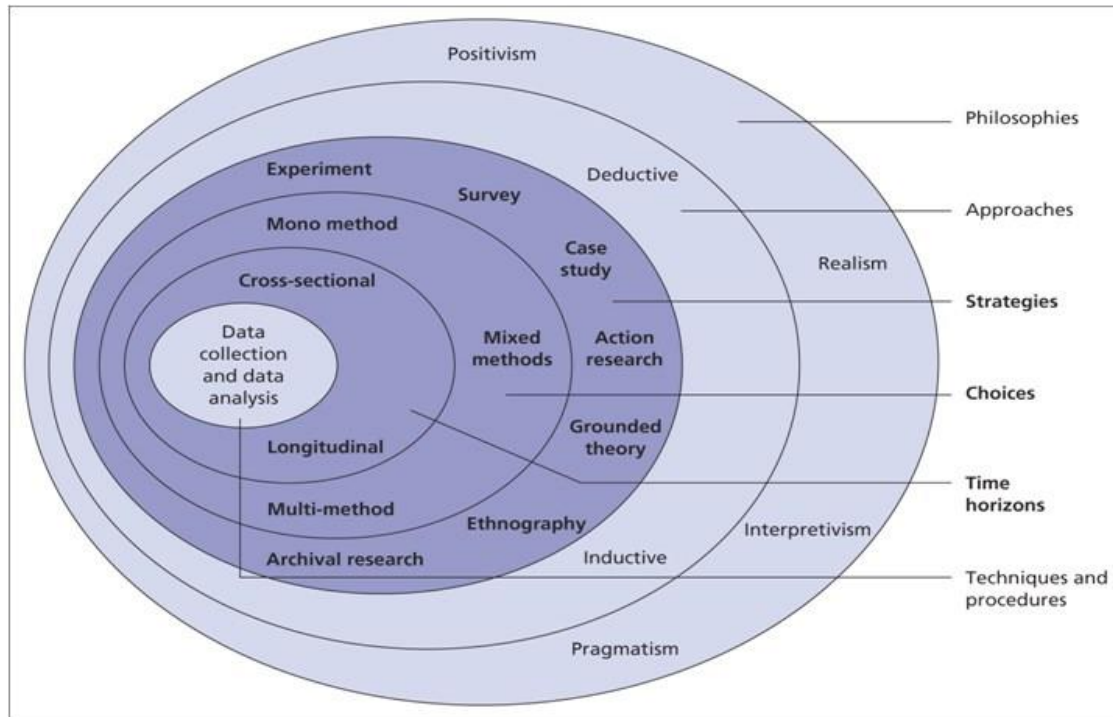 Positivism
Philosophies
Experiment
Deductive
Survey
Approaches
Mono method
Case
study
Realism
Cross-sectional
Strategies
Data
collection
and data
analysis
Mixed
methods
Action
research
Choices
Grounded
theory
Longitudinal
Time
horizons
Multi-method
Ethnography
Interpretivism
Archival research
Inductive
Techniques and
procedures
Pragmatism